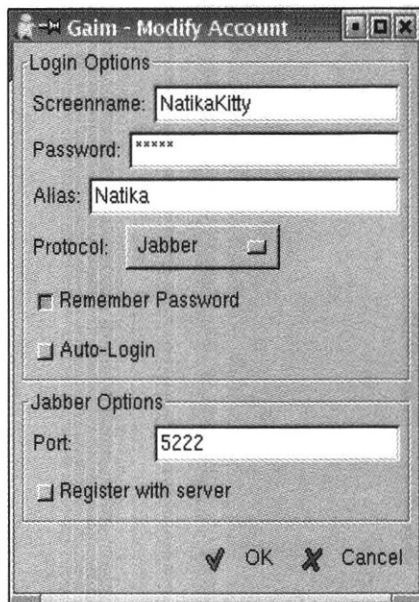 Gaim - Modify Account
Login Options
Screenname: NatikaKitty
Password: *****
Alias: Natika
Protocol: Jabber
Remember Password
Auto-Login
Jabber Options
Port: 5222
Register with server
OK Cancel